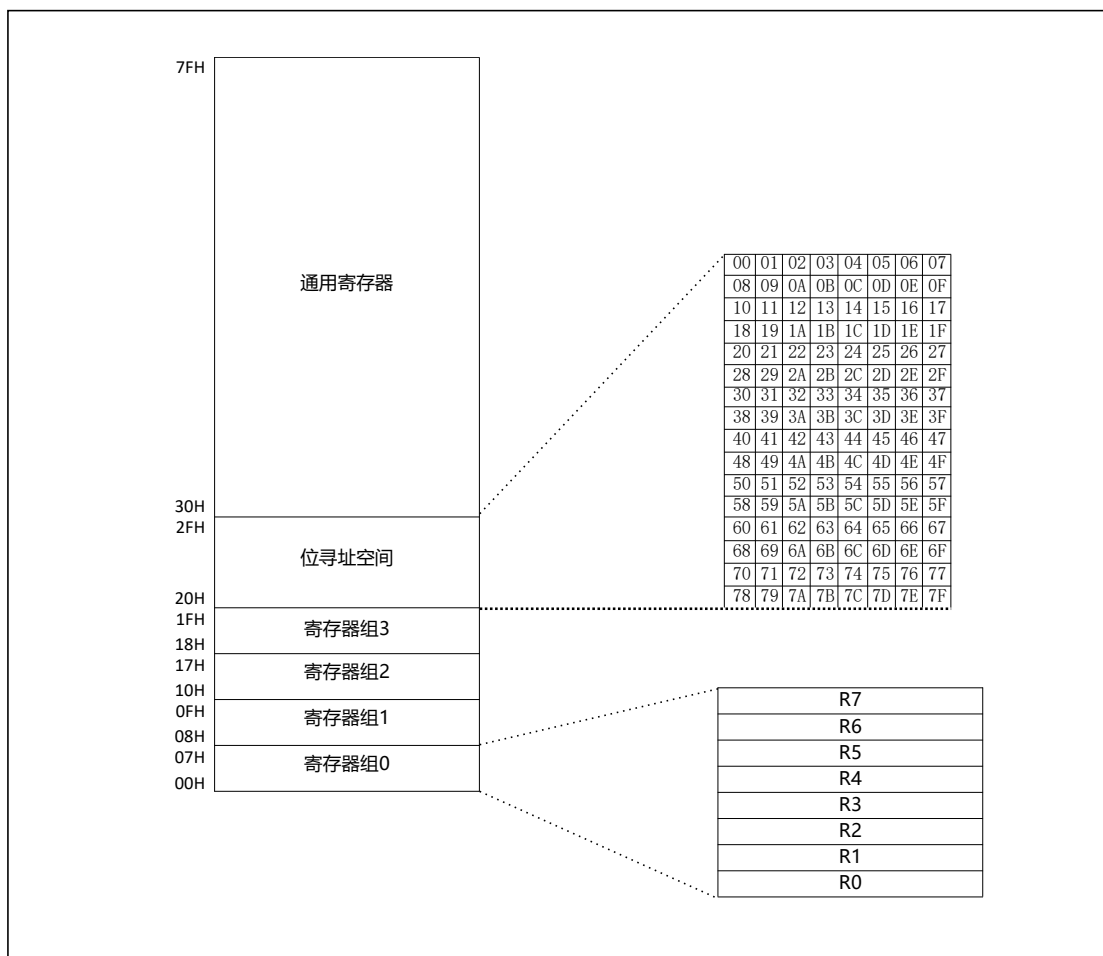 7FH
通用寄存器
30H
2FH
位寻址空间
20H
1FH
寄存器组3
18H
17H
寄存器组2
10H
0FH
寄存器组1
08H
07H
寄存器组0
00H
00 01 02 03 04 05 06 07
08 09 0A 0B 0C 0D 0E 0F
10 11 12 13 14 15 16 17
18 19 1A 1B 1C 1D 1E 1F
20 21 22 23 24 25 26 27
28 29 2A 2B 2C 2D 2E 2F
30 31 32 33 34 35 36 37
38 39 3A 3B 3C 3D 3E 3F
40 41 42 43 44 45 46 47
48 49 4A 4B 4C 4D 4E 4F
50 51 52 53 54 55 56 57
58 59 5A 5B 5C 5D 5E 5F
60 61 62 63 64 65 66 67
68 69 6A 6B 6C 6D 6E 6F
70 71 72 73 74 75 76 77
78 79 7A 7B 7C 7D 7E 7F
R7
R6
R5
R4
R3
R2
R1
R0